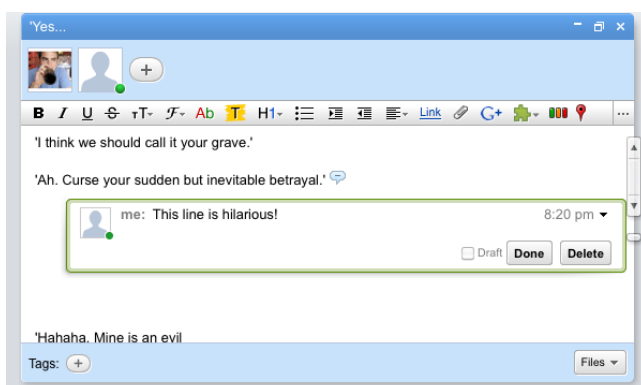 'Yes...
B I U S TT F Ab T H1 Link G+ ...
'I think we should call it your grave.'
'Ah. Curse your sudden but inevitable betrayal.'
me: This line is hilarious! 8:20 pm
Draft Done Delete
'Hahaha. Mine is an evil
Tags: + Files